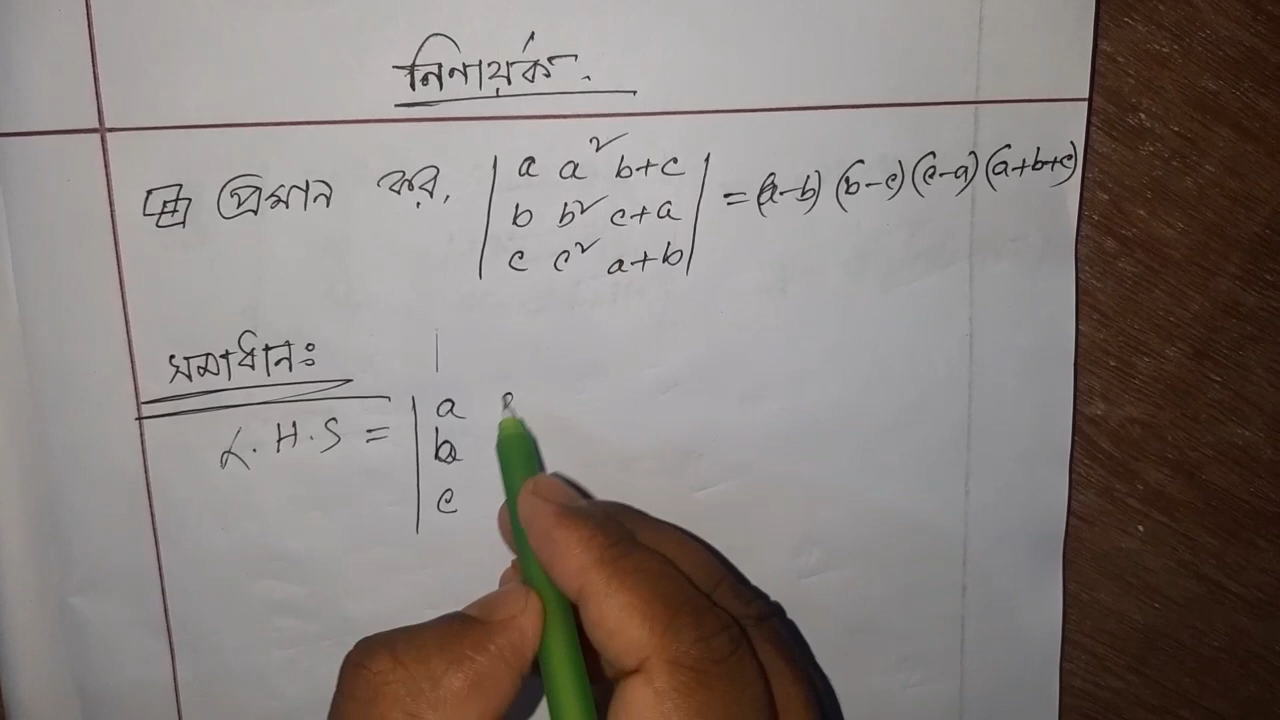 নির্ণায়ক.
প্রমান কর, | a a² b+c | = (a-b) (b-c) (c-a) (a+b+c)
| b b² c+a |
| c c² a+b |
সমাধানঃ
L.H.S = | a
b
c